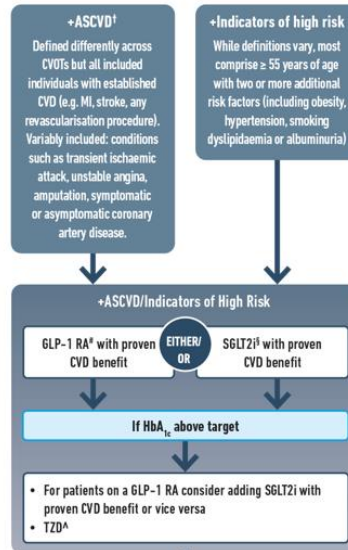 +ASCVD†
Defined differently across
CVOTs but all included
individuals with established
CVD (e.g. MI, stroke, any
revascularisation procedure).
Variably included: conditions
such as transient ischaemic
attack, unstable angina,
amputation, symptomatic
or asymptomatic coronary
artery disease.
+Indicators of high risk
While definitions vary, most
comprise ≥ 55 years of age
with two or more additional
risk factors (including obesity,
hypertension, smoking
dyslipidaemia or albuminuria)
+ASCVD/Indicators of High Risk
GLP-1 RA# with proven
CVD benefit
EITHER/
OR
SGLT2i§ with proven
CVD benefit
If HbA1c above target
• For patients on a GLP-1 RA consider adding SGLT2i with
proven CVD benefit or vice versa
• TZD^